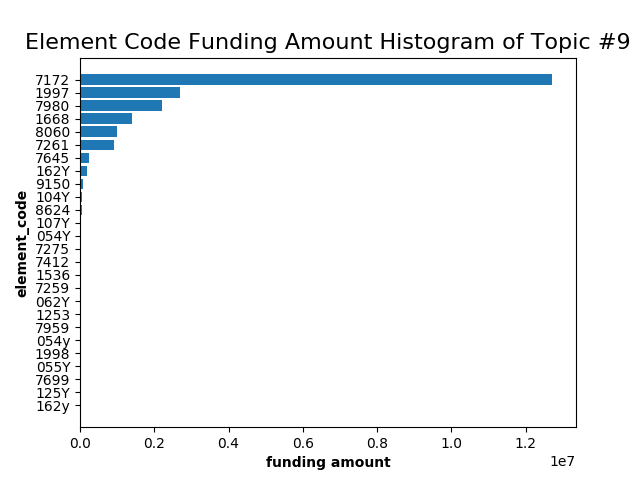 Element Code Funding Amount Histogram of Topic #9
7172
1997
7980
1668
8060
7261
7645
162Y
9150
104Y
8624
107Y
054Y
7275
7412
1536
7259
062Y
1253
7959
054y
1998
055Y
7699
125Y
162y
element_code
0.0 0.2 0.4 0.6 0.8 1.0 1.2
1e7
funding amount